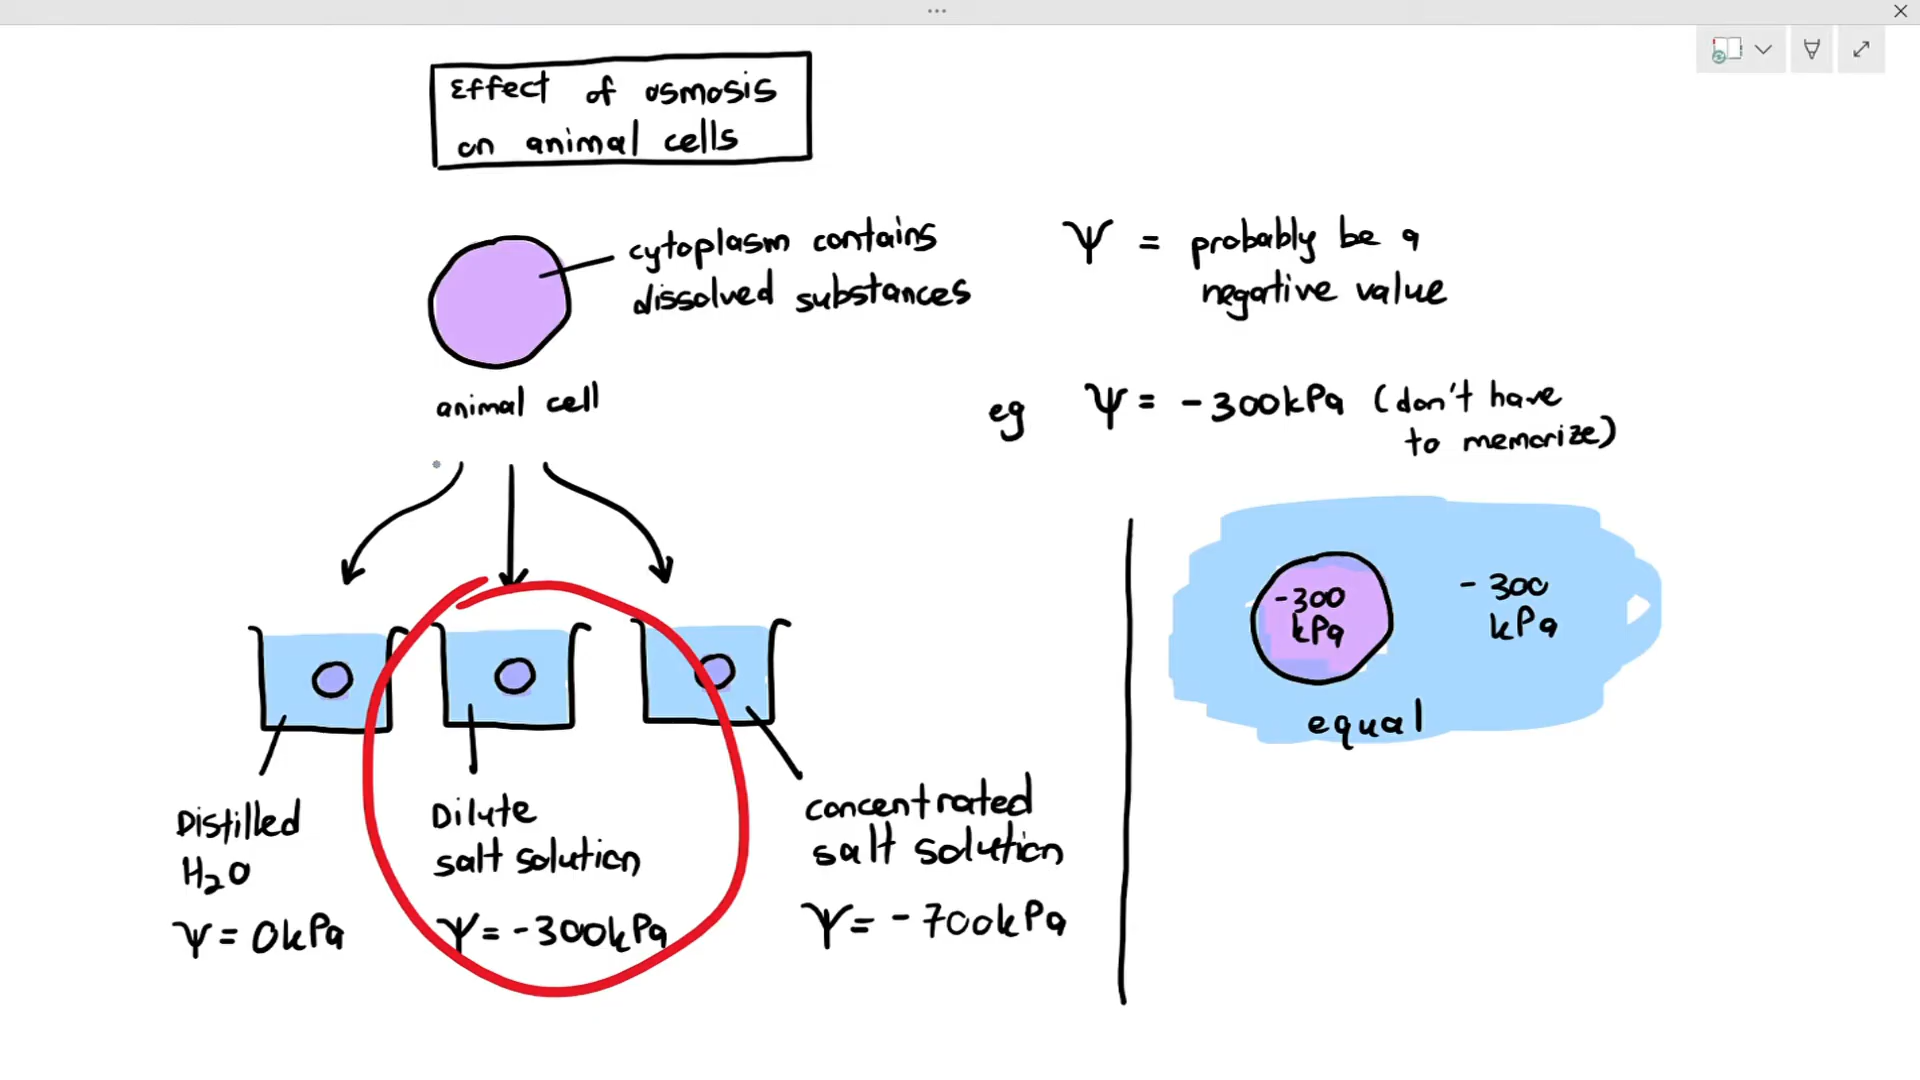 Effect of osmosis
on animal cells
cytoplasm contains
dissolved substances
animal cell
Ψ = probably be a
negative value
eg Ψ = -300kPa (don't have
to memorize)
Distilled
H2O
Ψ = 0kPa
Dilute
salt solution
Ψ = -300kPa
concentrated
salt solution
Ψ = -700kPa
-300
kPa
-300
kPa
equal